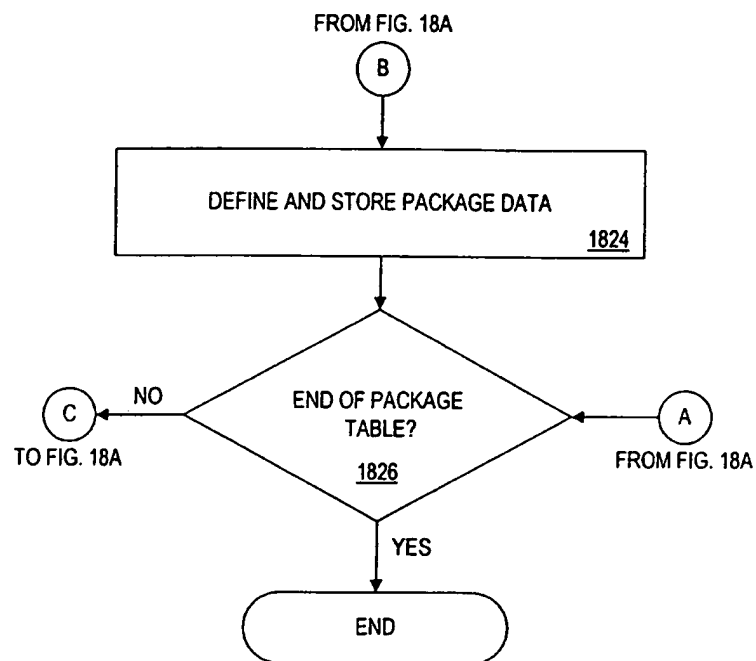 FROM FIG. 18A
B
DEFINE AND STORE PACKAGE DATA
1824
NO
C
TO FIG. 18A
END OF PACKAGE
TABLE?
1826
A
FROM FIG. 18A
YES
END